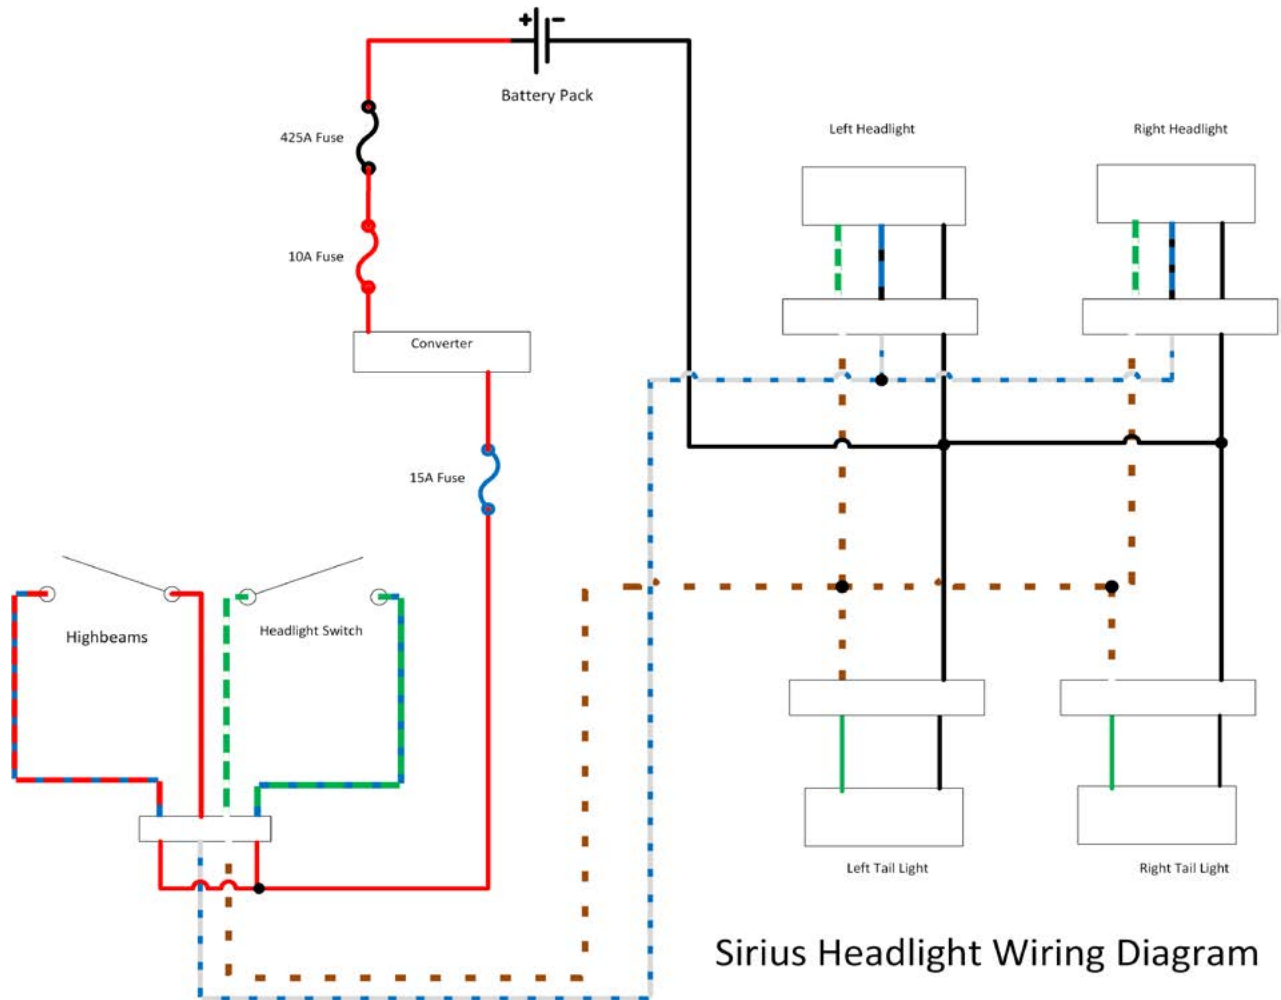 + −
Battery Pack
425A Fuse
Left Headlight
Right Headlight
10A Fuse
Converter
15A Fuse
Highbeams
Headlight Switch
Left Tail Light
Right Tail Light
Sirius Headlight Wiring Diagram